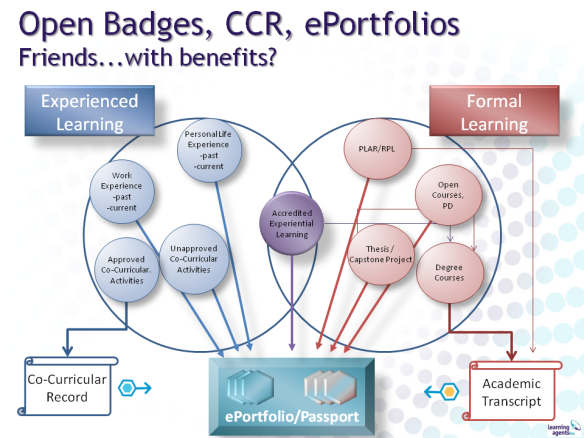 Open Badges, CCR, ePortfolios
Friends...with benefits?
Experienced
Learning
Formal
Learning
Personal Life
Experience
-past
-current
PLAR/RPL
Work
Experience
-past
-current
Open
Courses,
PD
Accredited
Experiential
Learning
Approved
Co-Curricular.
Activities
Unapproved
Co-Curricular
Activities
Thesis /
Capstone Project
Degree
Courses
Co-Curricular
Record
ePortfolio/Passport
Academic
Transcript
learning
agents